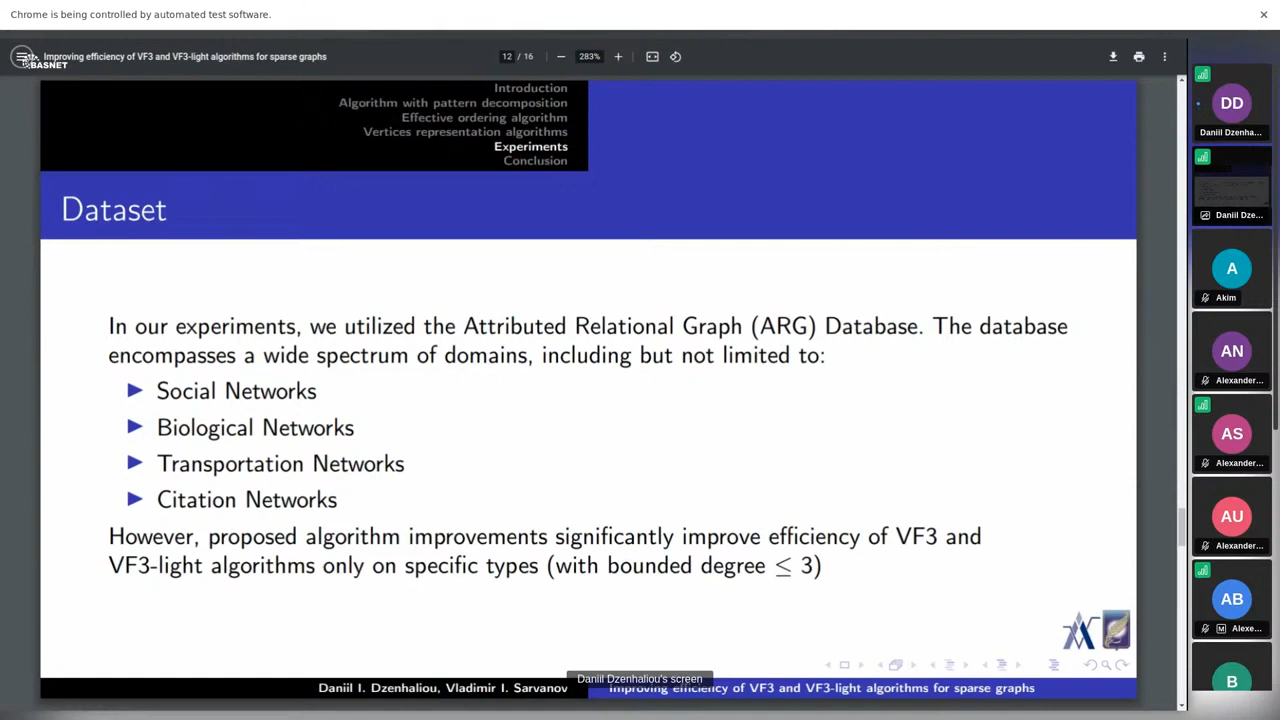 Chrome is being controlled by automated test software.
Improving efficiency of VF3 and VF3-light algorithms for sparse graphs
12 / 16
283%
BASNET
Introduction
Algorithm with pattern decomposition
Effective ordering algorithm
Vertices representation algorithms
Experiments
Conclusion
Dataset
In our experiments, we utilized the Attributed Relational Graph (ARG) Database. The database
encompasses a wide spectrum of domains, including but not limited to:
Social Networks
Biological Networks
Transportation Networks
Citation Networks
However, proposed algorithm improvements significantly improve efficiency of VF3 and
VF3-light algorithms only on specific types (with bounded degree ≤ 3)
Daniil I. Dzenhaliou, Vladimir I. Sarvanov
Improving efficiency of VF3 and VF3-light algorithms for sparse graphs
Daniil Dzenhaliou's screen
DD
Daniil Dzenha...
Daniil Dze...
A
Akim
AN
Alexander...
AS
Alexander...
AU
Alexander...
AB
M
Alexe...
B